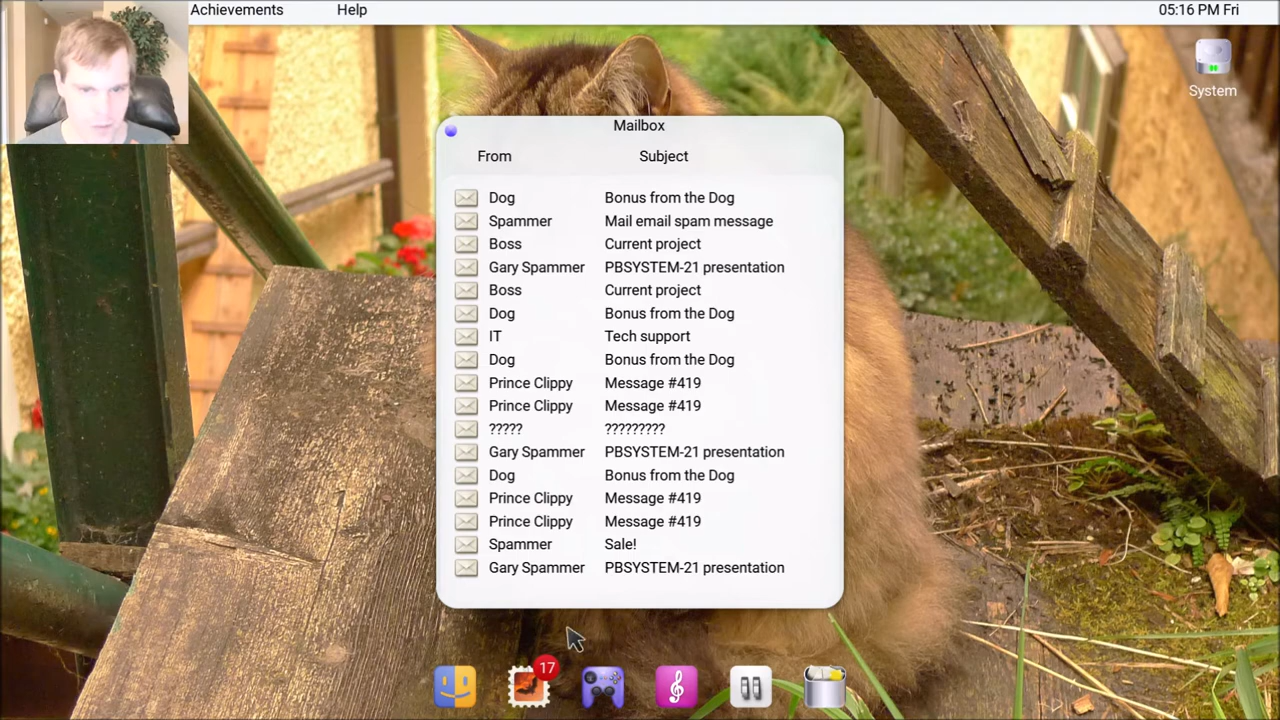 Achievements Help 05:16 PM Fri
System
Mailbox
From Subject
Dog Bonus from the Dog
Spammer Mail email spam message
Boss Current project
Gary Spammer PBSYSTEM-21 presentation
Boss Current project
Dog Bonus from the Dog
IT Tech support
Dog Bonus from the Dog
Prince Clippy Message #419
Prince Clippy Message #419
????? ?????????
Gary Spammer PBSYSTEM-21 presentation
Dog Bonus from the Dog
Prince Clippy Message #419
Prince Clippy Message #419
Spammer Sale!
Gary Spammer PBSYSTEM-21 presentation
17